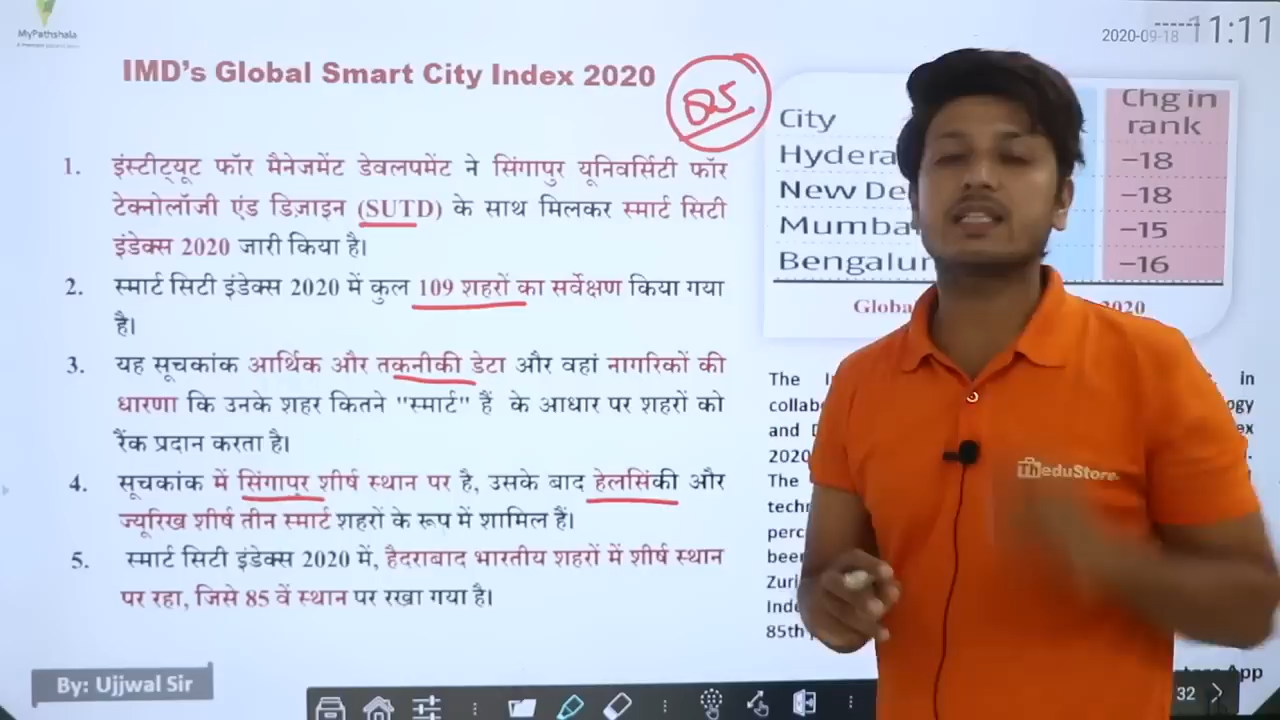 MyPathshala
2020-09-18 11:11
IMD's Global Smart City Index 2020
85
1. इंस्टीट्यूट फॉर मैनेजमेंट डेवलपमेंट ने सिंगापुर यूनिवर्सिटी फॉर
टेक्नोलॉजी एंड डिज़ाइन (SUTD) के साथ मिलकर स्मार्ट सिटी
इंडेक्स 2020 जारी किया है।
2. स्मार्ट सिटी इंडेक्स 2020 में कुल 109 शहरों का सर्वेक्षण किया गया
है।
3. यह सूचकांक आर्थिक और तकनीकी डेटा और वहां नागरिकों की
धारणा कि उनके शहर कितने "स्मार्ट" हैं के आधार पर शहरों को
रैंक प्रदान करता है।
4. सूचकांक में सिंगापुर शीर्ष स्थान पर है, उसके बाद हेलसिंकी और
ज्यूरिख शीर्ष तीन स्मार्ट शहरों के रूप में शामिल हैं।
5. स्मार्ट सिटी इंडेक्स 2020 में, हैदराबाद भारतीय शहरों में शीर्ष स्थान
पर रहा, जिसे 85 वें स्थान पर रखा गया है।
By: Ujjwal Sir
City Chg in
rank
Hydera −18
New De −18
Mumba −15
Bengalur −16
Globa 2020
The in
collab ogy
and ex
2020
The
techn
perc
been
Zuri
Inde
85th
TheduStore
App
32